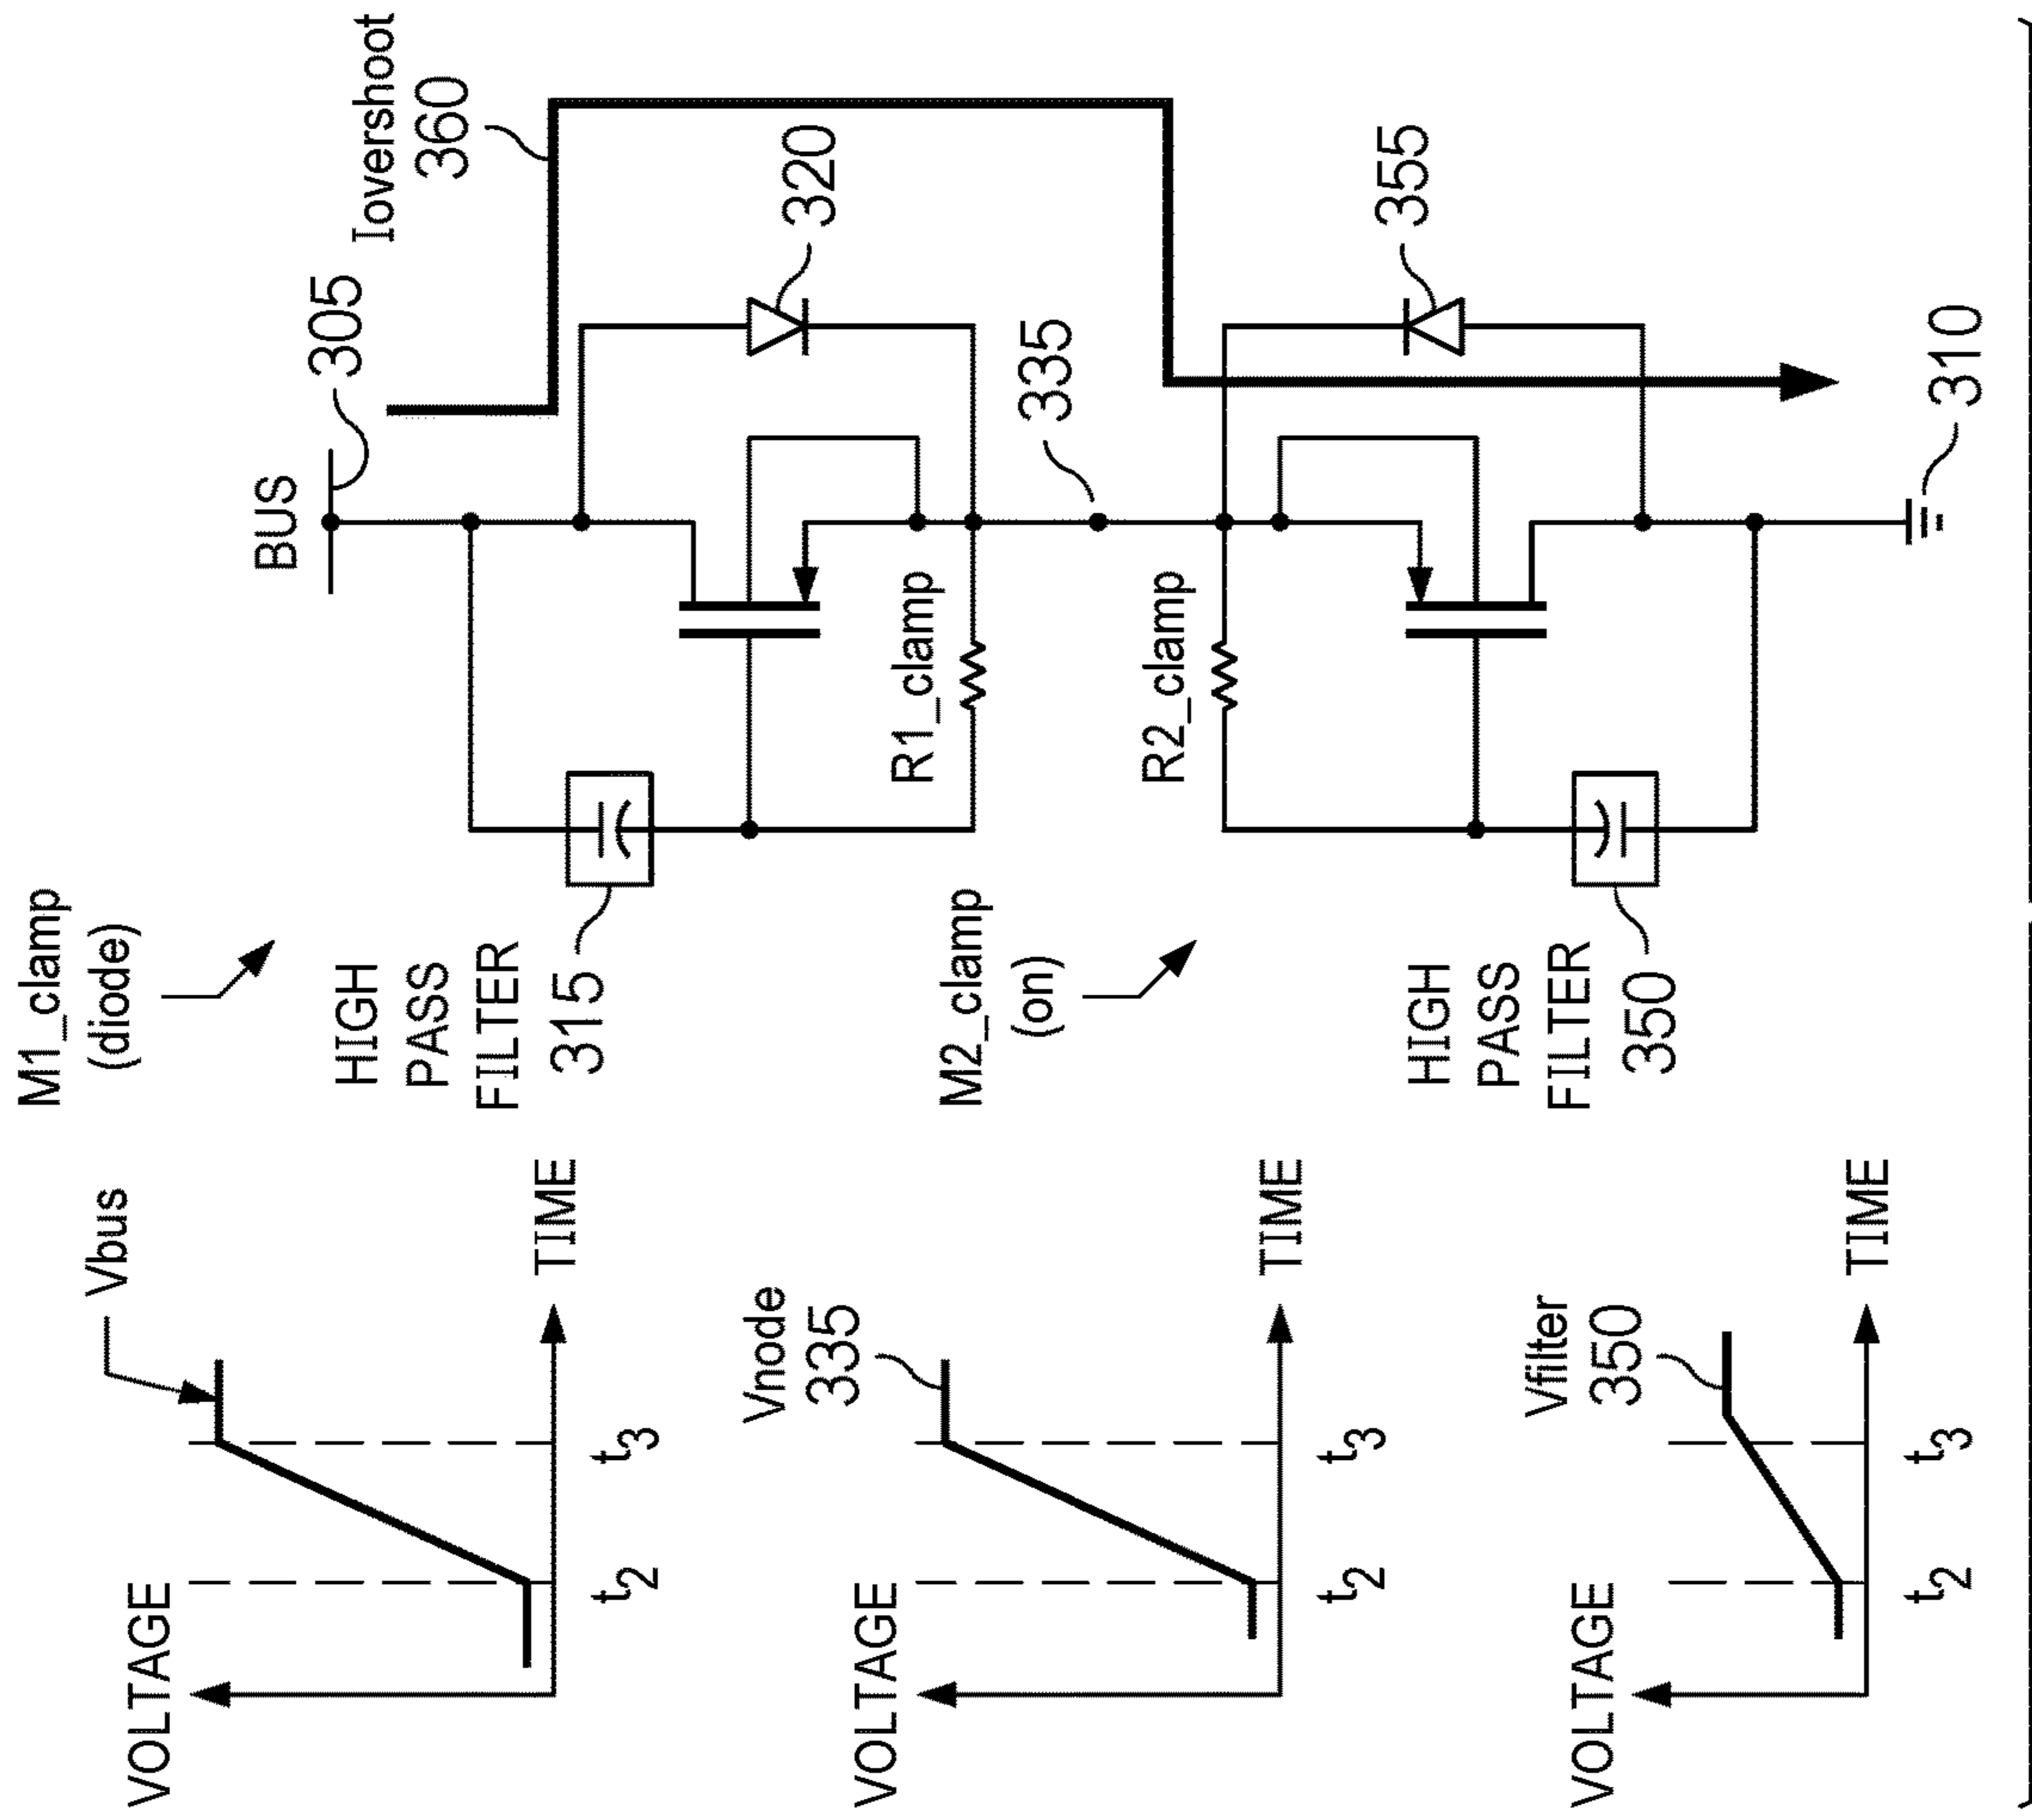 VOLTAGE
Vbus
t2
t3
TIME
VOLTAGE
Vnode
335
t2
t3
TIME
VOLTAGE
Vfilter
350
t2
t3
TIME
M1_clamp
(diode)
HIGH
PASS
FILTER
315
BUS
305
Iovershoot
360
320
R1_clamp
335
M2_clamp
(on)
R2_clamp
355
HIGH
PASS
FILTER
350
310